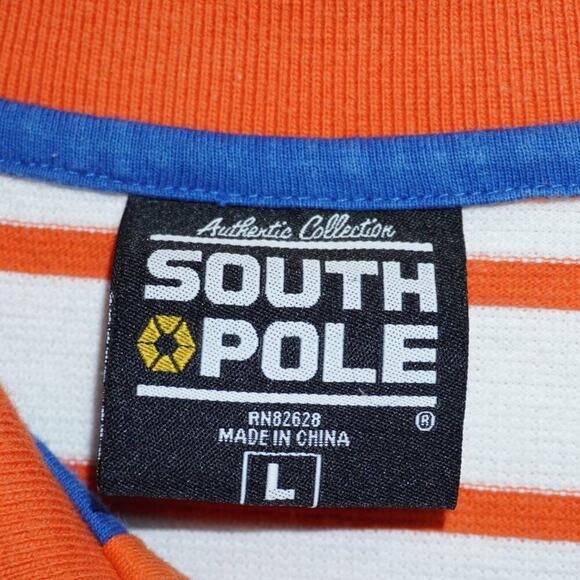 Authentic Collection
SOUTH
POLE
®
RN82628
MADE IN CHINA
L